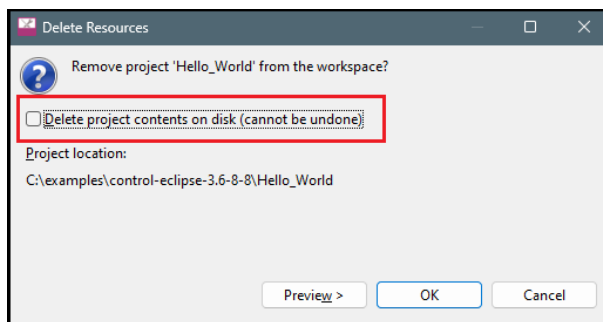 Delete Resources
Remove project 'Hello_World' from the workspace?
Delete project contents on disk (cannot be undone)
Project location:
C:\examples\control-eclipse-3.6-8-8\Hello_World
Preview >
OK
Cancel